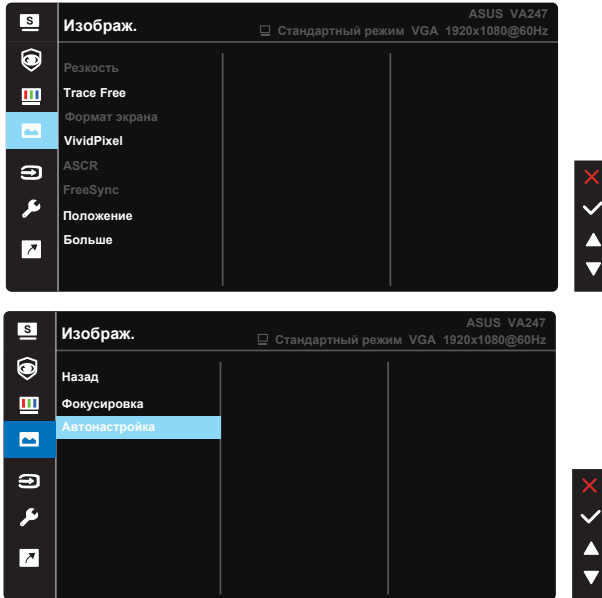 S
ASUS VA247
Изображ.
Стандартный режим VGA 1920x1080@60Hz
Резкость
Trace Free
Формат экрана
VividPixel
ASCR
FreeSync
Положение
Больше
S
ASUS VA247
Изображ.
Стандартный режим VGA 1920x1080@60Hz
Назад
Фокусировка
Автонастройка